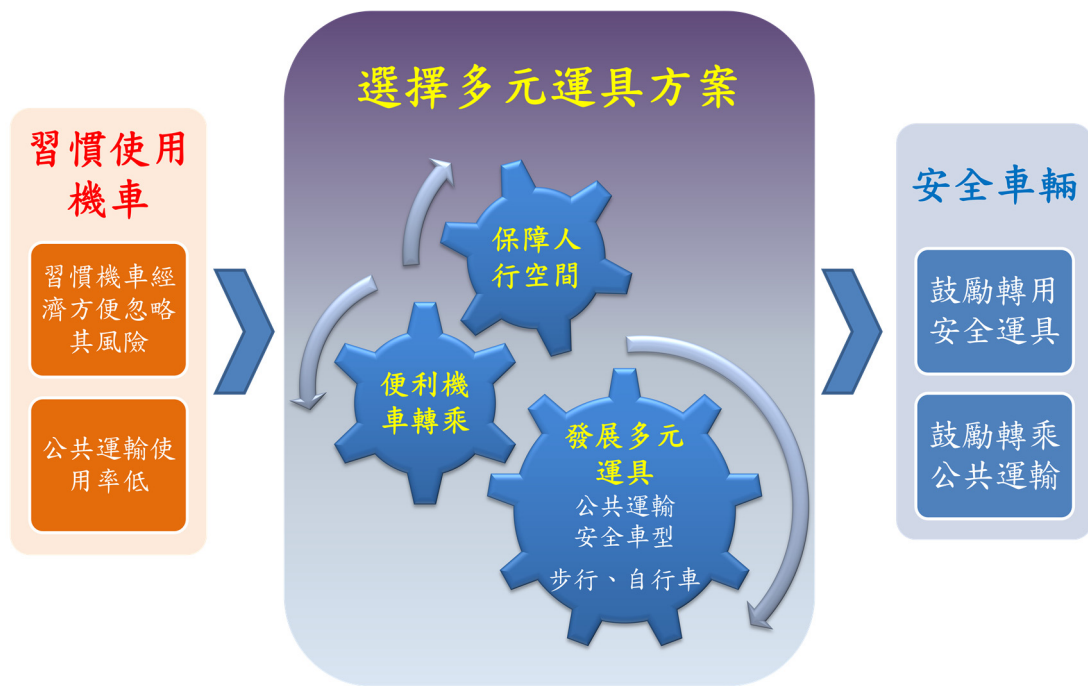 習慣使用
機車
習慣機車經
濟方便忽略
其風險
公共運輸使
用率低
選擇多元運具方案
保障人
行空間
便利機
車轉乘
發展多元
運具
公共運輸
安全車型
步行、自行車
安全車輛
鼓勵轉用
安全運具
鼓勵轉乘
公共運輸